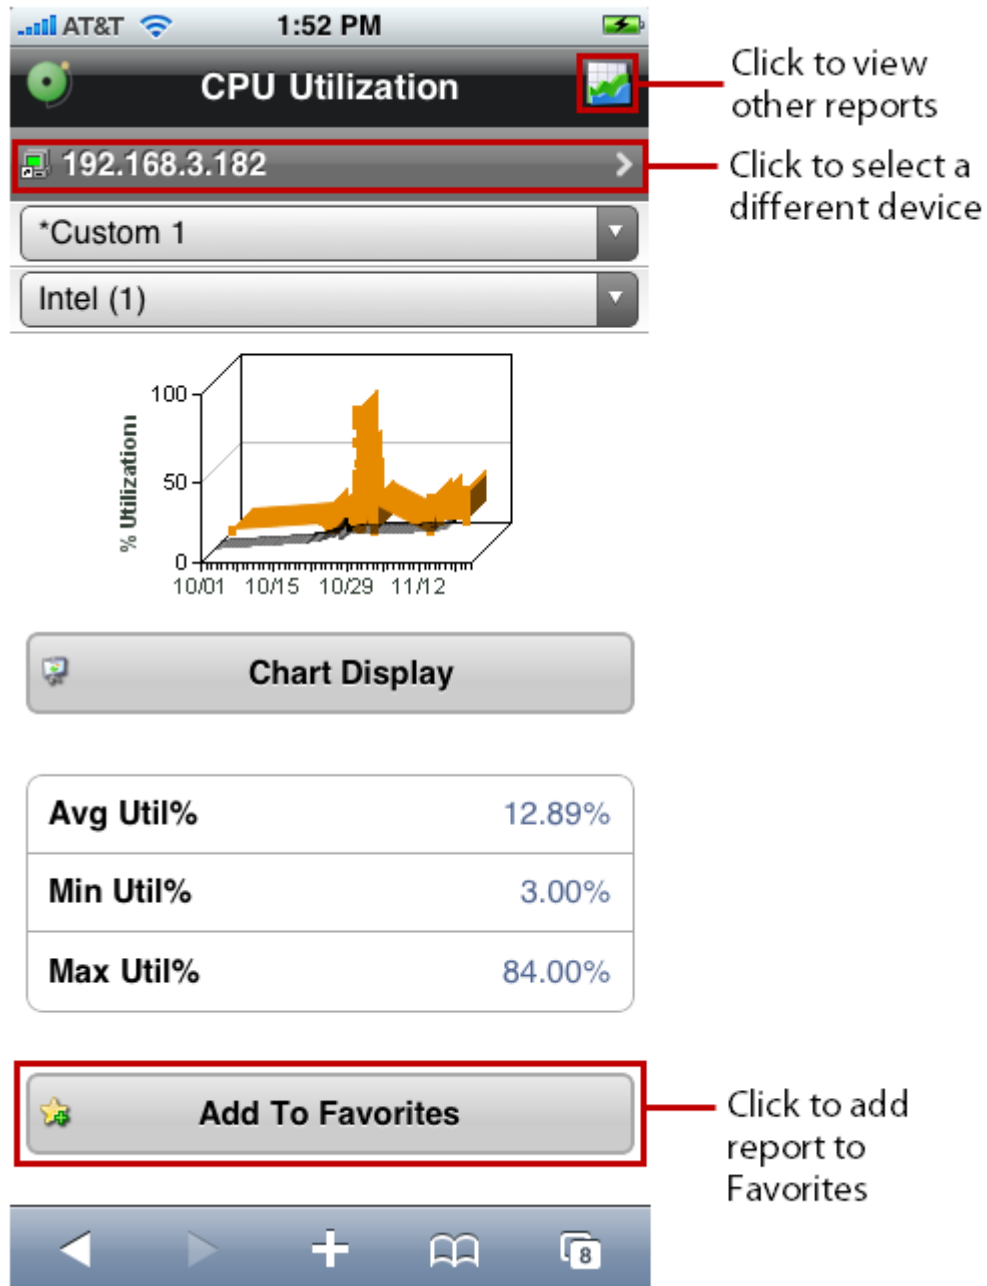 AT&T 1:52 PM
CPU Utilization
Click to view
other reports
192.168.3.182
Click to select a
different device
*Custom 1
Intel (1)
% Utilization
100
50
0
10/01 10/15 10/29 11/12
Chart Display
Avg Util% 12.89%
Min Util% 3.00%
Max Util% 84.00%
Add To Favorites
Click to add
report to
Favorites
8